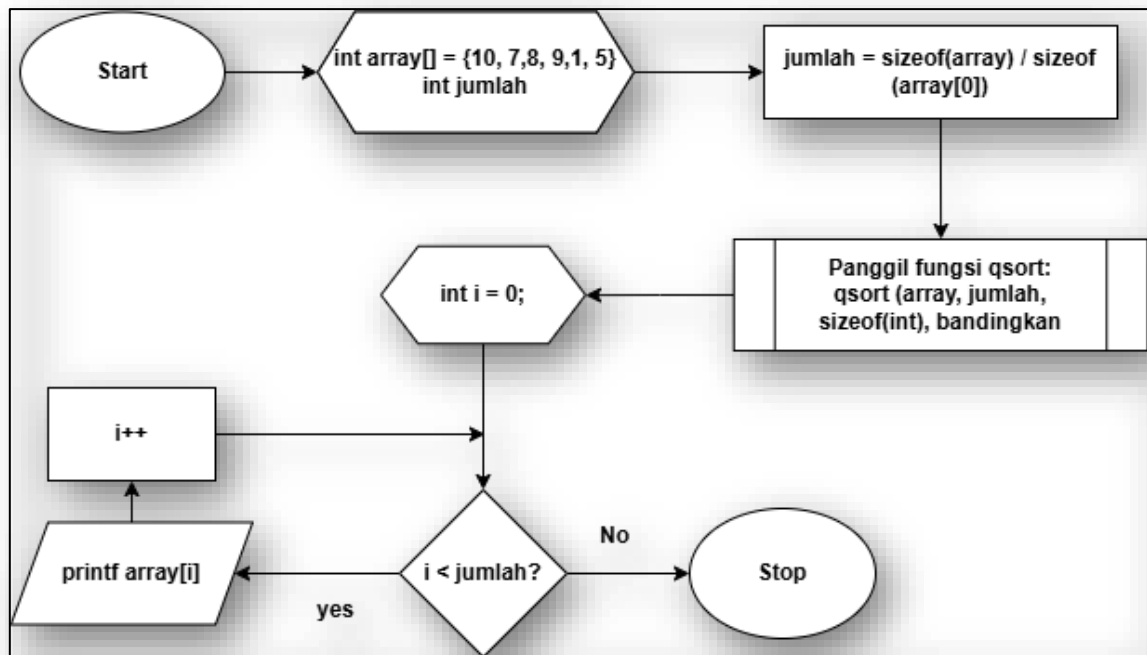 Start
int array[] = {10, 7,8, 9,1, 5}
int jumlah
jumlah = sizeof(array) / sizeof
(array[0])
Panggil fungsi qsort:
qsort (array, jumlah,
sizeof(int), bandingkan
int i = 0;
i++
printf array[i]
i < jumlah?
yes
No
Stop